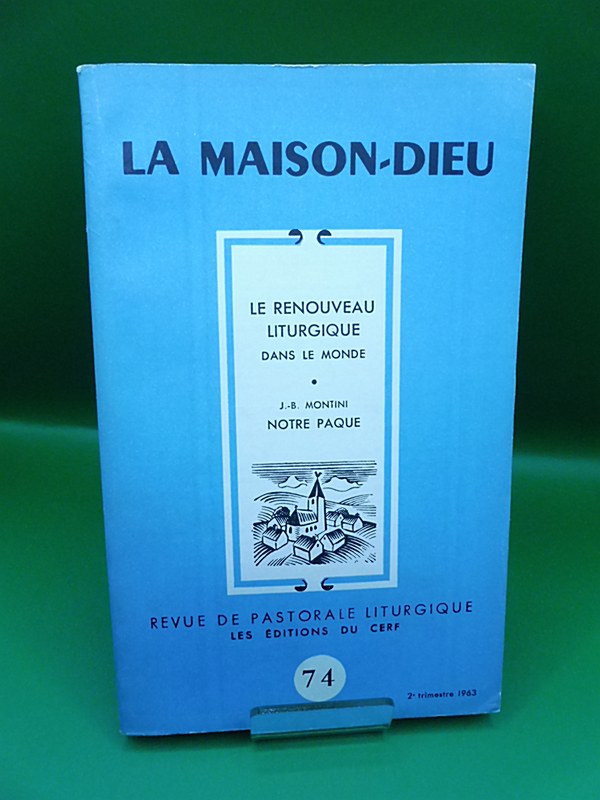 LA MAISON-DIEU
LE RENOUVEAU
LITURGIQUE
DANS LE MONDE
•
J.-B. MONTINI
NOTRE PAQUE
REVUE DE PASTORALE LITURGIQUE
LES ÉDITIONS DU CERF
74
2e trimestre 1963